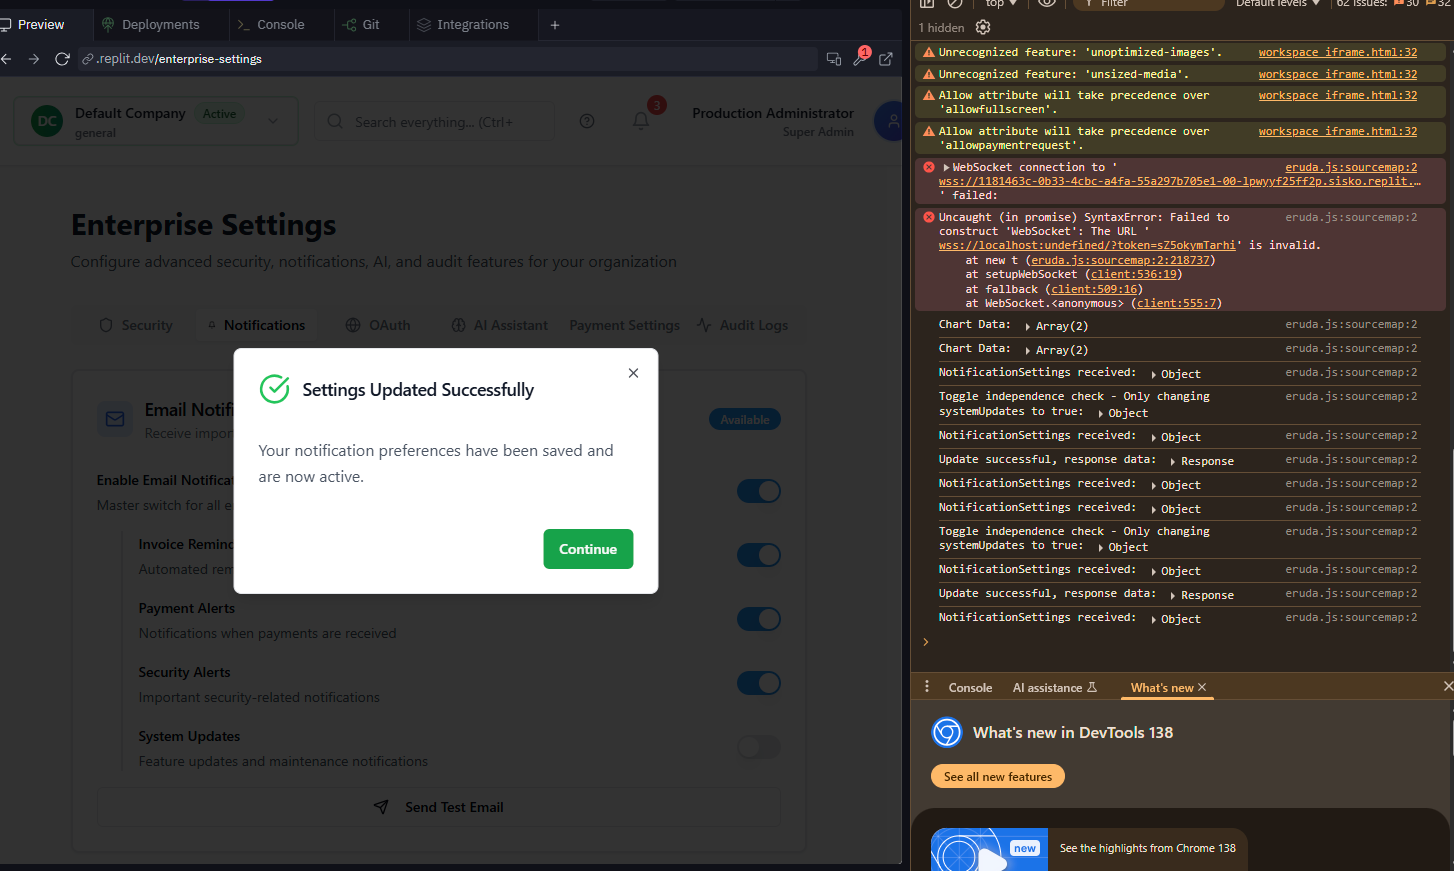 Preview
Deployments
Console
Git
Integrations
.replit.dev/enterprise-settings
1
DC
Default Company
Active
general
Search everything... (Ctrl+
3
Production Administrator
Super Admin
Enterprise Settings
Configure advanced security, notifications, AI, and audit features for your organization
Security
Notifications
OAuth
AI Assistant
Payment Settings
Audit Logs
Email Notifi
Receive impor
Available
Enable Email Notificat
Master switch for all e
Invoice Remind
Automated rem
Payment Alerts
Notifications when payments are received
Security Alerts
Important security-related notifications
System Updates
Feature updates and maintenance notifications
Send Test Email
Settings Updated Successfully
Your notification preferences have been saved and
are now active.
Continue
top
Filter
Default levels
62 Issues:
30
32
1 hidden
Unrecognized feature: 'unoptimized-images'. workspace iframe.html:32
Unrecognized feature: 'unsized-media'. workspace iframe.html:32
Allow attribute will take precedence over workspace iframe.html:32
'allowfullscreen'.
Allow attribute will take precedence over workspace iframe.html:32
'allowpaymentrequest'.
WebSocket connection to ' eruda.js:sourcemap:2
wss://1181463c-0b33-4cbc-a4fa-55a297b705e1-00-lpwyyf25ff2p.sisko.replit.…
' failed:
Uncaught (in promise) SyntaxError: Failed to eruda.js:sourcemap:2
construct 'WebSocket': The URL '
wss://localhost:undefined/?token=sZ5okymTarhi' is invalid.
at new t (eruda.js:sourcemap:2:218737)
at setupWebSocket (client:536:19)
at fallback (client:509:16)
at WebSocket.<anonymous> (client:555:7)
Chart Data: Array(2) eruda.js:sourcemap:2
Chart Data: Array(2) eruda.js:sourcemap:2
NotificationSettings received: Object eruda.js:sourcemap:2
Toggle independence check - Only changing eruda.js:sourcemap:2
systemUpdates to true: Object
NotificationSettings received: Object eruda.js:sourcemap:2
Update successful, response data: Response eruda.js:sourcemap:2
NotificationSettings received: Object eruda.js:sourcemap:2
NotificationSettings received: Object eruda.js:sourcemap:2
Toggle independence check - Only changing eruda.js:sourcemap:2
systemUpdates to true: Object
NotificationSettings received: Object eruda.js:sourcemap:2
Update successful, response data: Response eruda.js:sourcemap:2
NotificationSettings received: Object eruda.js:sourcemap:2
Console
AI assistance
What's new
What's new in DevTools 138
See all new features
new
See the highlights from Chrome 138